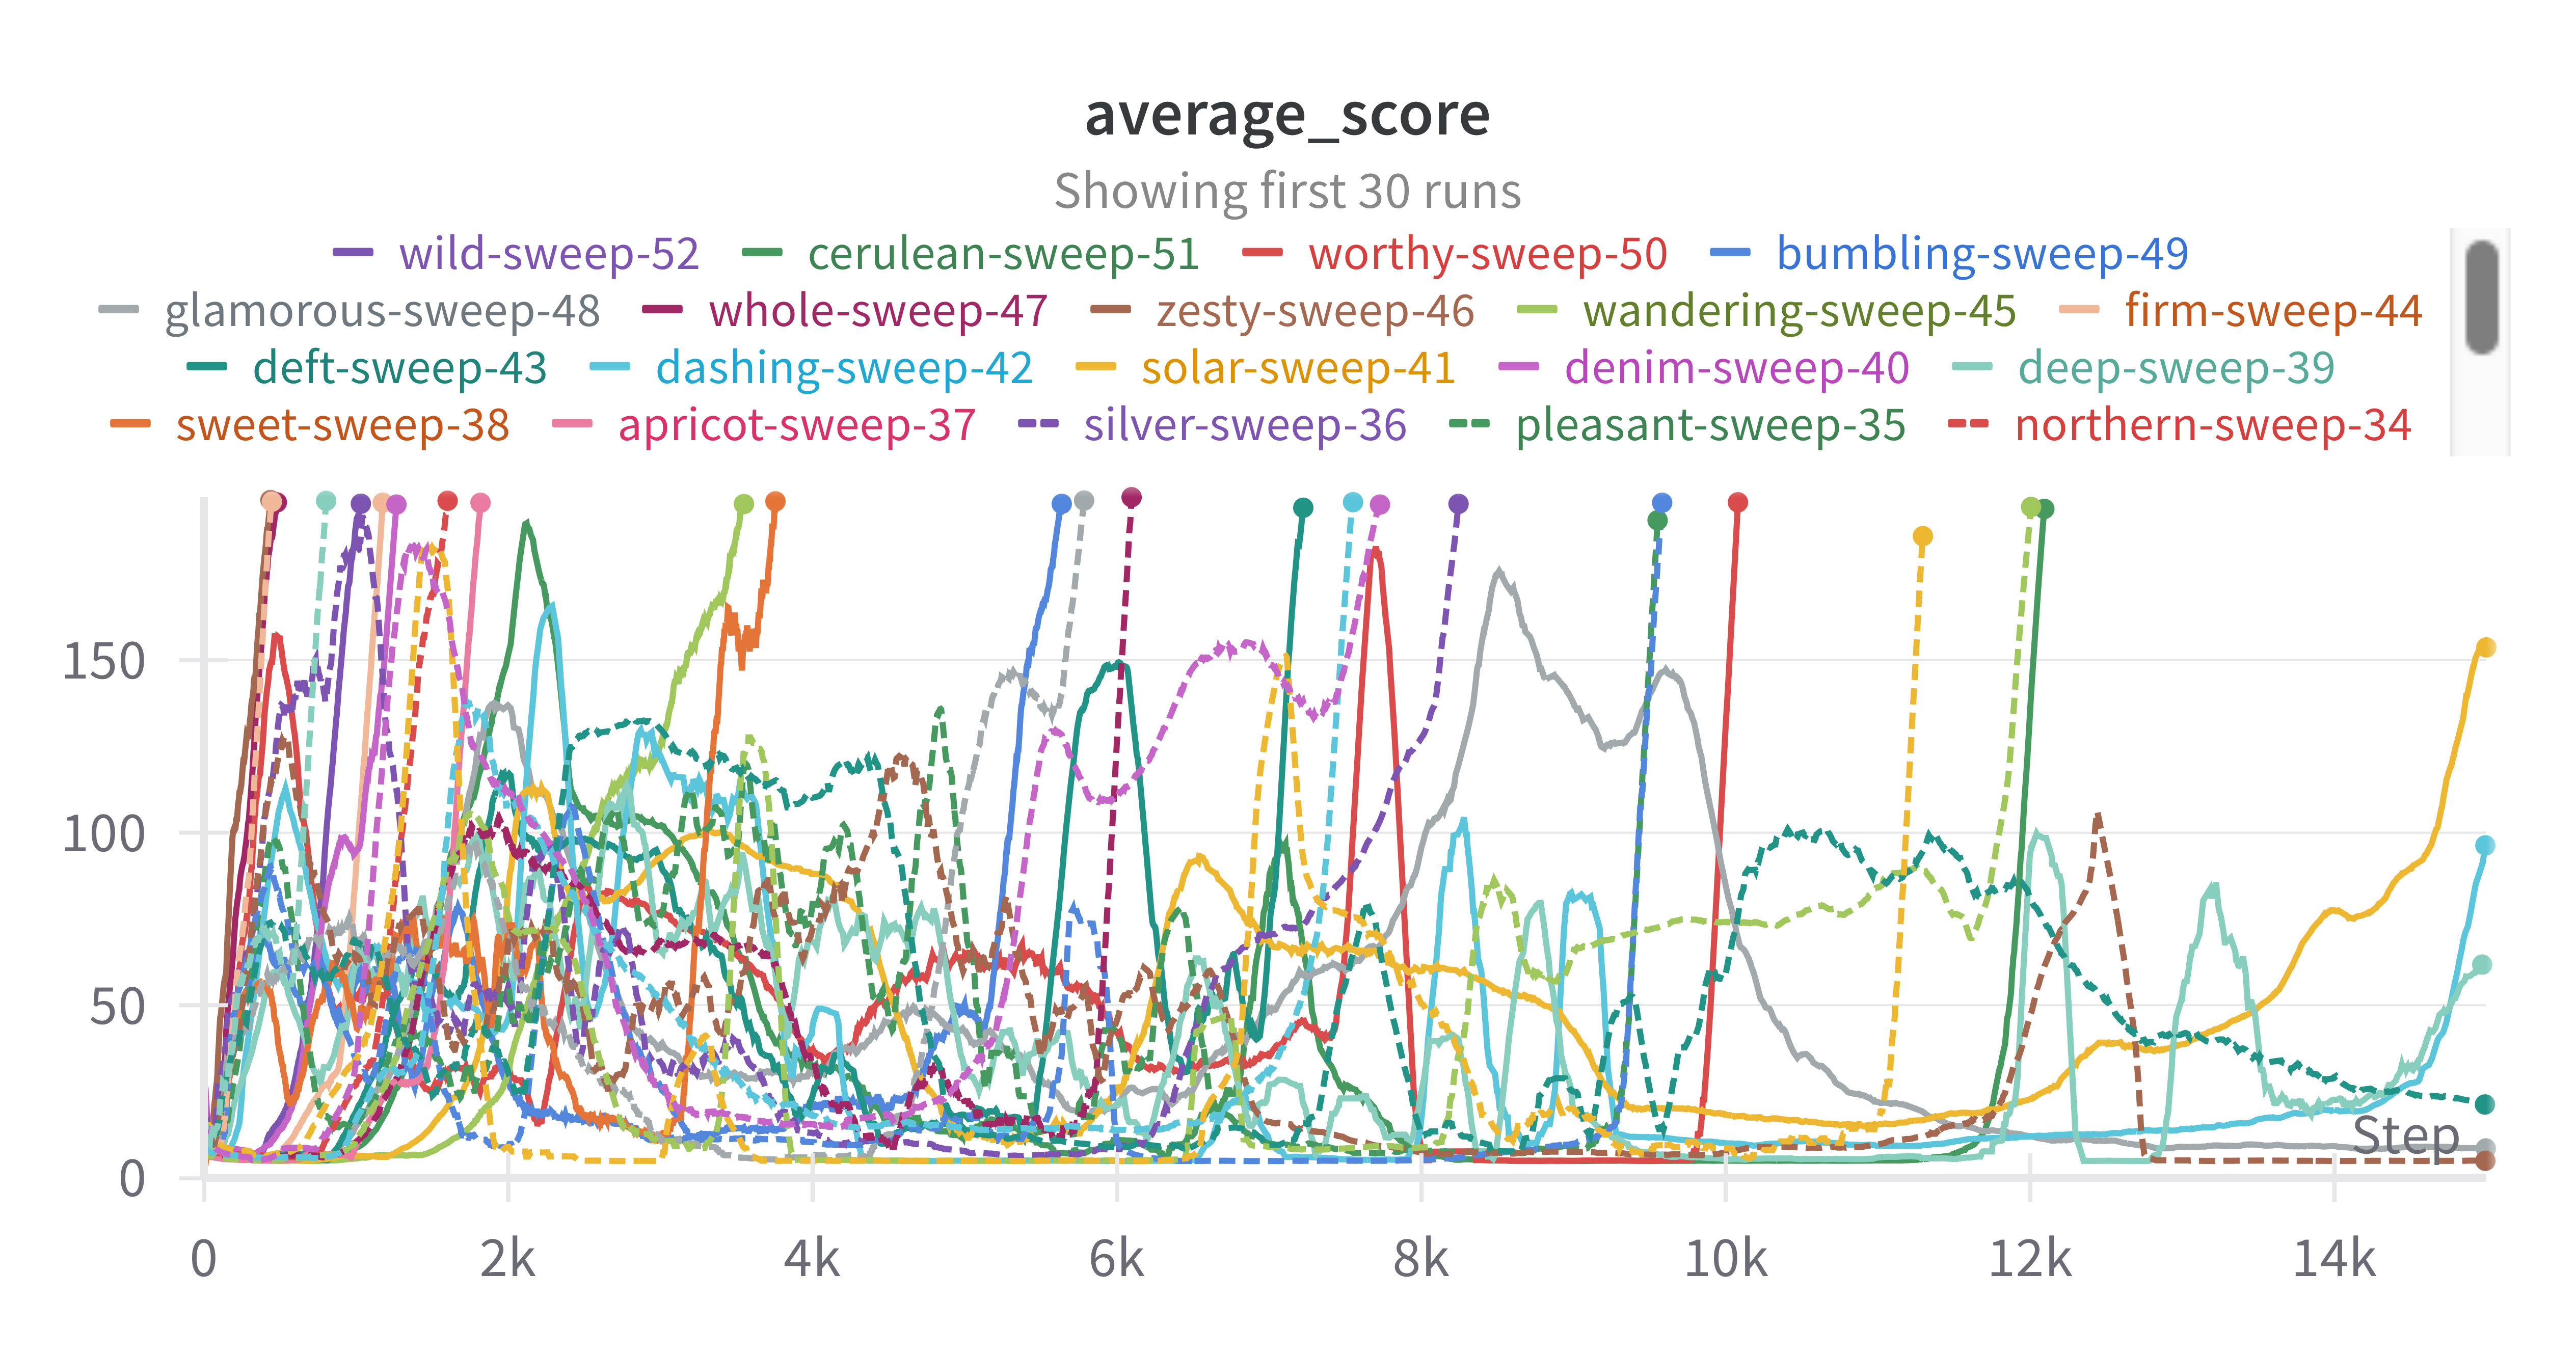 average_score
Showing first 30 runs
wild-sweep-52 cerulean-sweep-51 worthy-sweep-50 bumbling-sweep-49
glamorous-sweep-48 whole-sweep-47 zesty-sweep-46 wandering-sweep-45 firm-sweep-44
deft-sweep-43 dashing-sweep-42 solar-sweep-41 denim-sweep-40 deep-sweep-39
sweet-sweep-38 apricot-sweep-37 silver-sweep-36 pleasant-sweep-35 northern-sweep-34
150
100
50
0
Step
0 2k 4k 6k 8k 10k 12k 14k